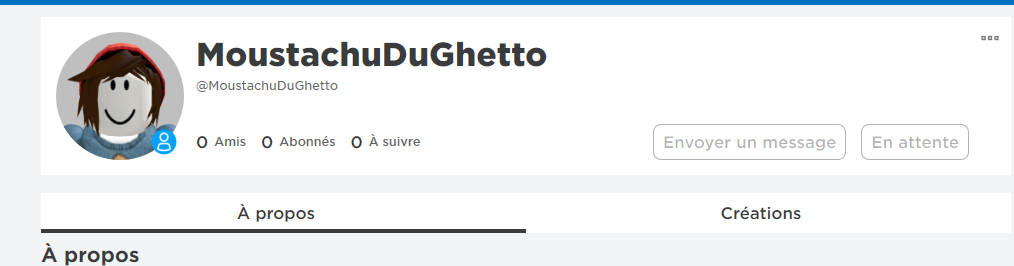 MoustachuDuGhetto
@MoustachuDuGhetto
0 Amis 0 Abonnés 0 À suivre
Envoyer un message En attente
À propos Créations
À propos